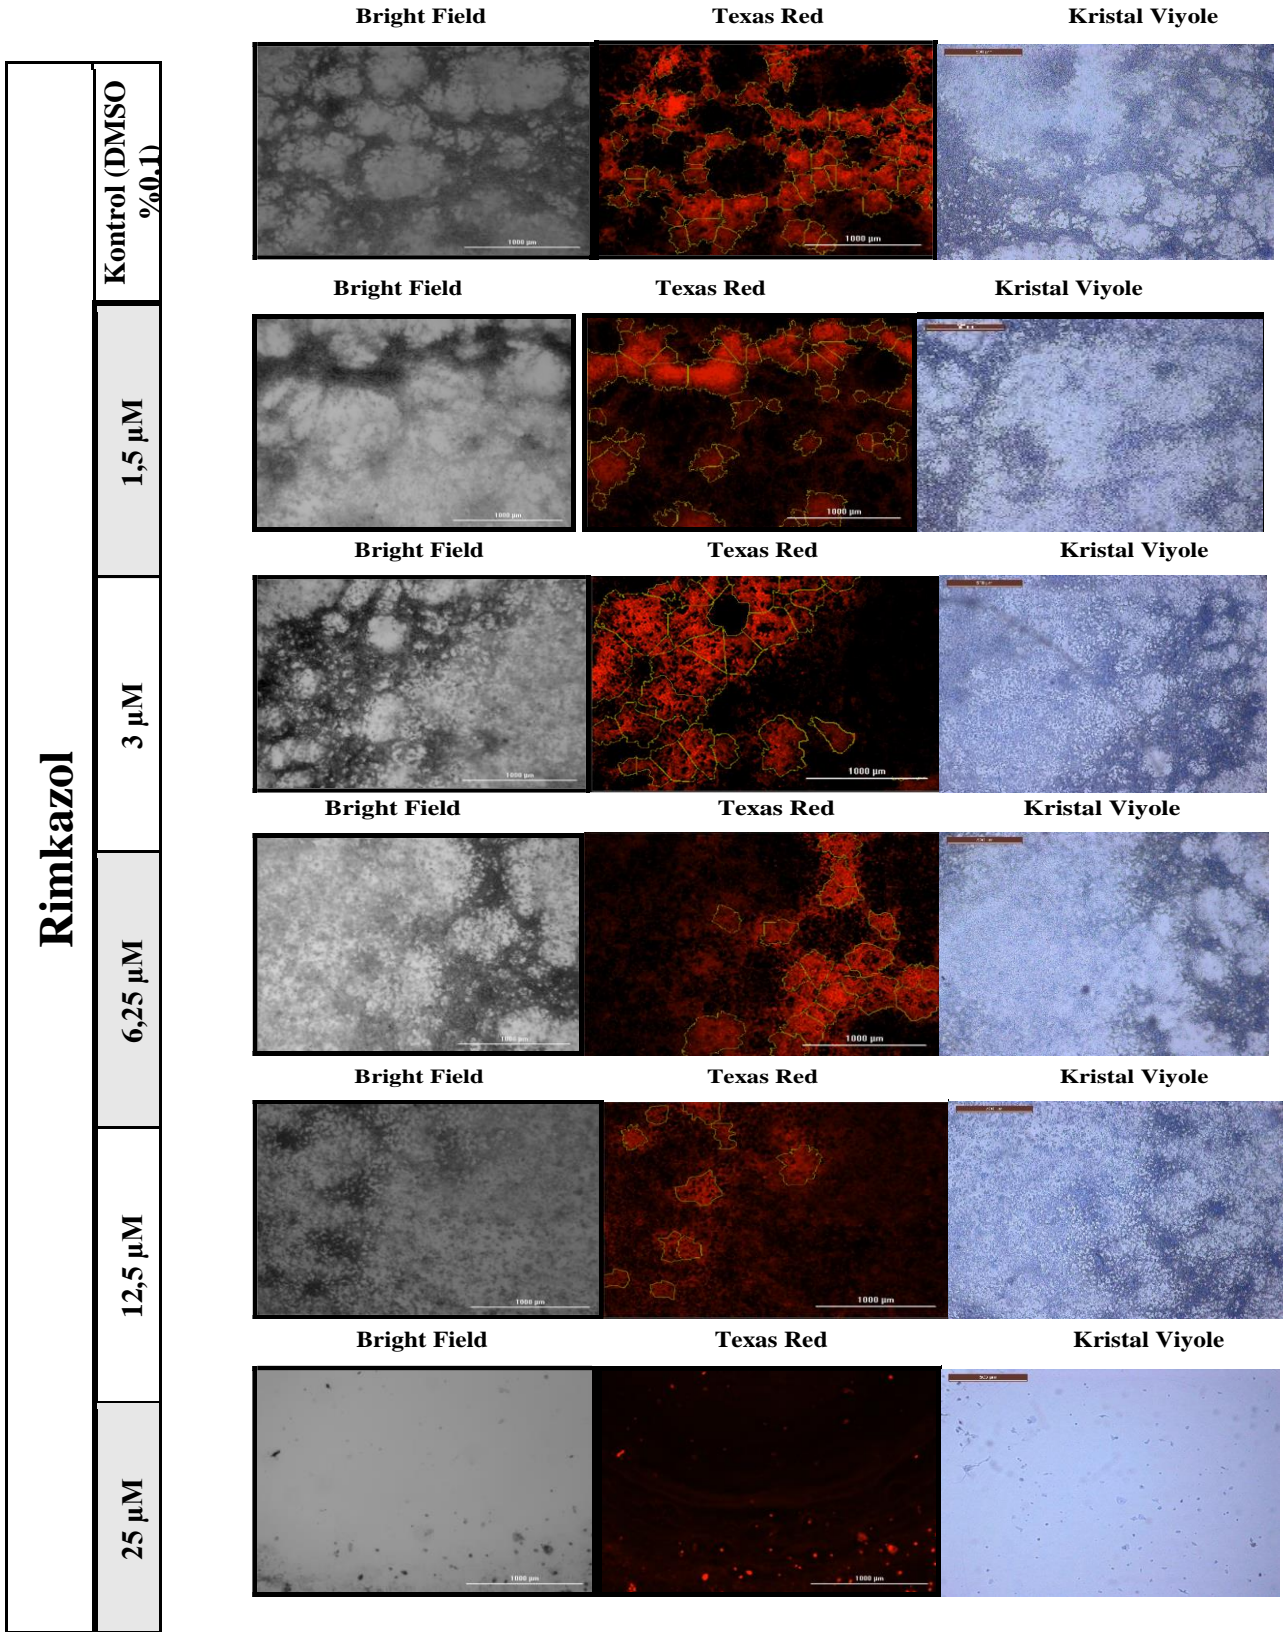 Bright Field Texas Red Kristal Viyole
Kontrol (DMSO
%0.1)
1000 µm 1000 µm
Bright Field Texas Red Kristal Viyole
1,5 µM
1000 µm 1000 µm
Bright Field Texas Red Kristal Viyole
3 µM
1000 µm 1000 µm
Rimkazol
Bright Field Texas Red Kristal Viyole
6,25 µM
1000 µm 1000 µm
Bright Field Texas Red Kristal Viyole
12,5 µM
1000 µm 1000 µm
Bright Field Texas Red Kristal Viyole
25 µM
1000 µm 1000 µm